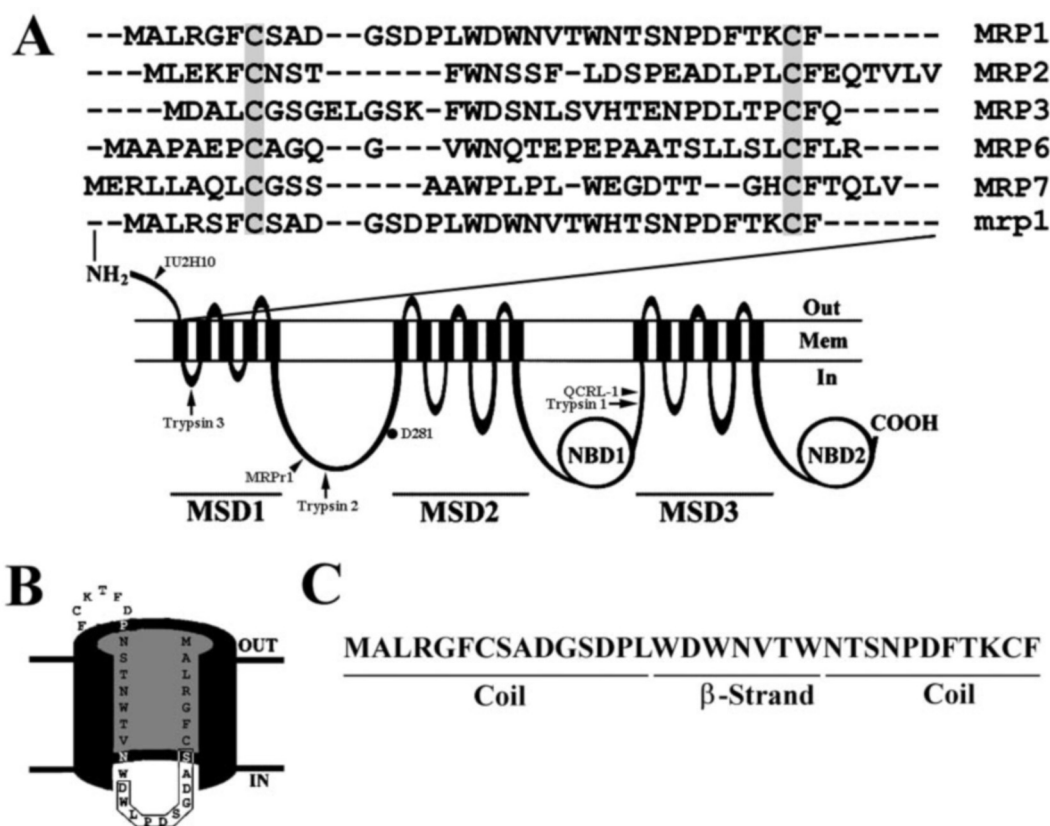 A
--MALRGFCSAD--GSDPLWDWNVTWNTSNPDFTKCF------ MRP1
---MLEKFCNST------FWNSSF-LDSPEADLPLCFEQTVLV MRP2
----MDALCGSGELGSK-FWDSNLSVHTENPDLTPCFQ----- MRP3
-MAAPAEPCAGQ--G---VWNQTEPEPAATSLLSLCFLR---- MRP6
MERLLAQLCGSS-----AAWPLPL-WEGDTT--GHCFTQLV-- MRP7
--MALRSFCSAD--GSDPLWDWNVTWHTSNPDFTKCF------ mrp1
NH2
IU2H10
Out
Mem
In
Trypsin 3
MRPr1
Trypsin 2
D281
QCRL-1
Trypsin 1
NBD1
NBD2
COOH
MSD1
MSD2
MSD3
B
MALRGFCSADGSDPLWDWNVTWNTSNPDFTKCF
OUT
IN
C
MALRGFCSADGSDPLWDWNVTWNTSNPDFTKCF
Coil
β-Strand
Coil